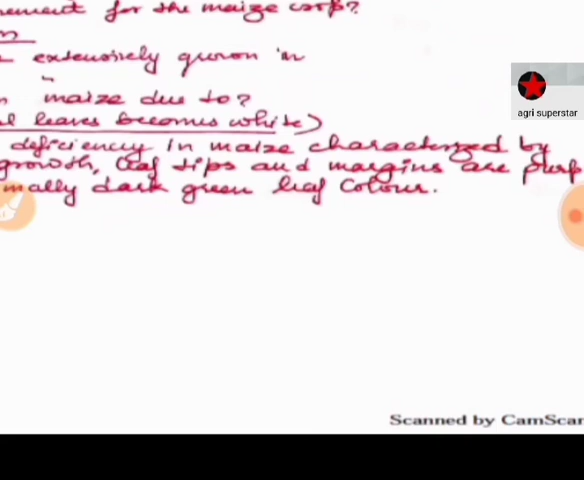 ement for the maize crop?
extensively grown in
maize due to?
leaves becomes white)
deficiency in maize characterized by
growth, leaf tips and margins are purp
mally dark green leaf colour.
agri superstar
Scanned by CamScan